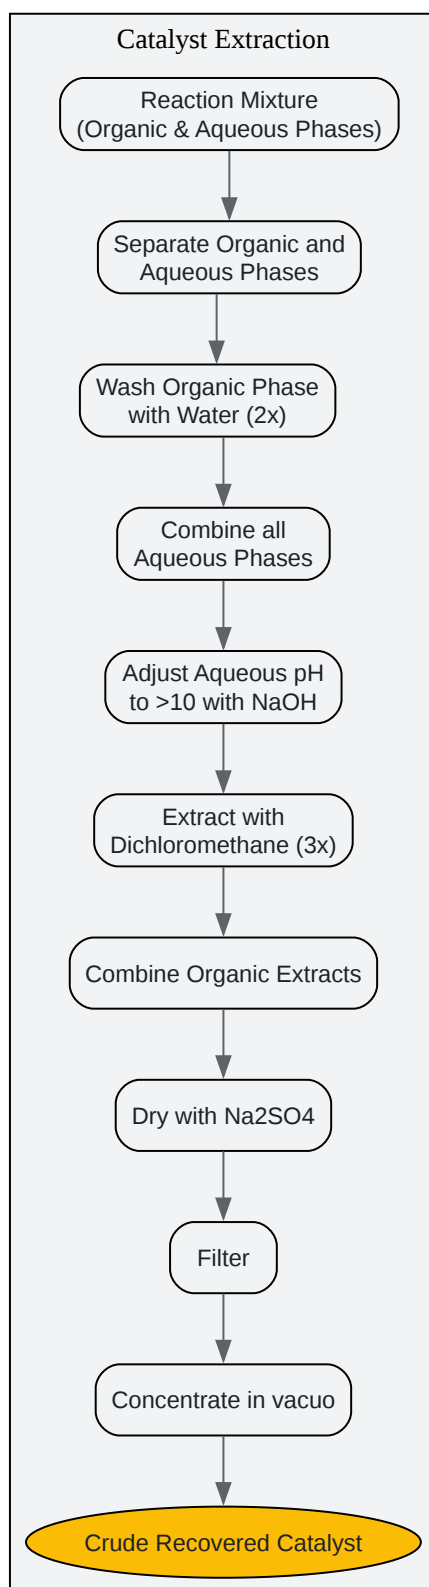 Catalyst Extraction
Reaction Mixture
(Organic & Aqueous Phases)
Separate Organic and
Aqueous Phases
Wash Organic Phase
with Water (2x)
Combine all
Aqueous Phases
Adjust Aqueous pH
to >10 with NaOH
Extract with
Dichloromethane (3x)
Combine Organic Extracts
Dry with Na2SO4
Filter
Concentrate in vacuo
Crude Recovered Catalyst